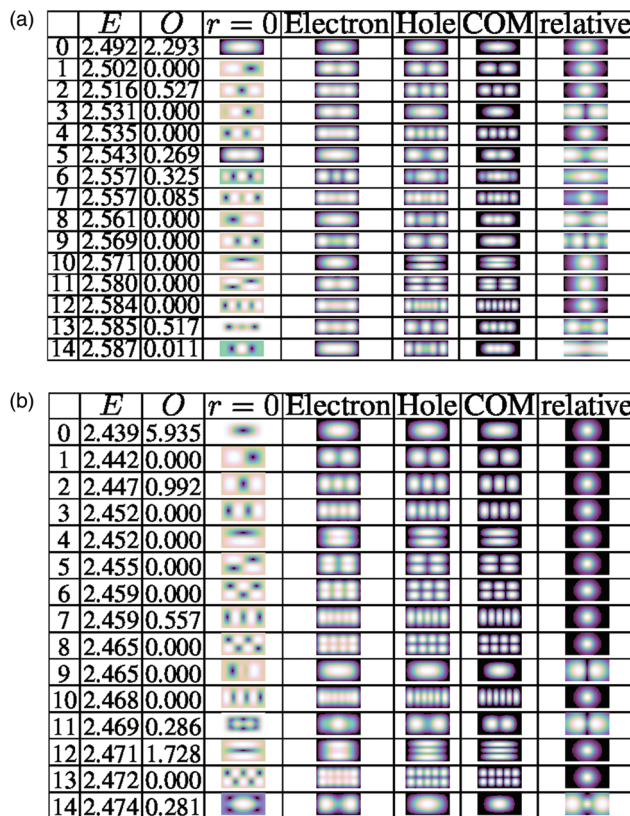 (a)
E O r = 0 Electron Hole COM relative
0 2.492 2.293
1 2.502 0.000
2 2.516 0.527
3 2.531 0.000
4 2.535 0.000
5 2.543 0.269
6 2.557 0.325
7 2.557 0.085
8 2.561 0.000
9 2.569 0.000
10 2.571 0.000
11 2.580 0.000
12 2.584 0.000
13 2.585 0.517
14 2.587 0.011
(b)
E O r = 0 Electron Hole COM relative
0 2.439 5.935
1 2.442 0.000
2 2.447 0.992
3 2.452 0.000
4 2.452 0.000
5 2.455 0.000
6 2.459 0.000
7 2.459 0.557
8 2.465 0.000
9 2.465 0.000
10 2.468 0.000
11 2.469 0.286
12 2.471 1.728
13 2.472 0.000
14 2.474 0.281